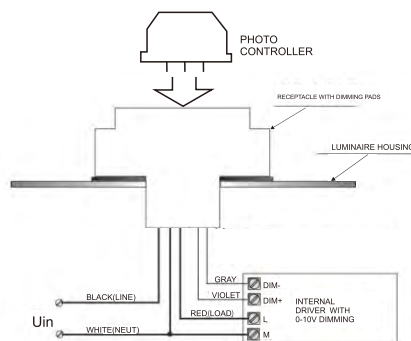 PHOTO
CONTROLLER
RECEPTACLE WITH DIMMING PADS
LUMINAIRE HOUSING
GRAY
DIM-
VIOLET
DIM+
INTERNAL
DRIVER WITH
0-10V DIMMING
BLACK(LINE)
RED(LOAD)
L
Uin
WHITE(NEUT)
M